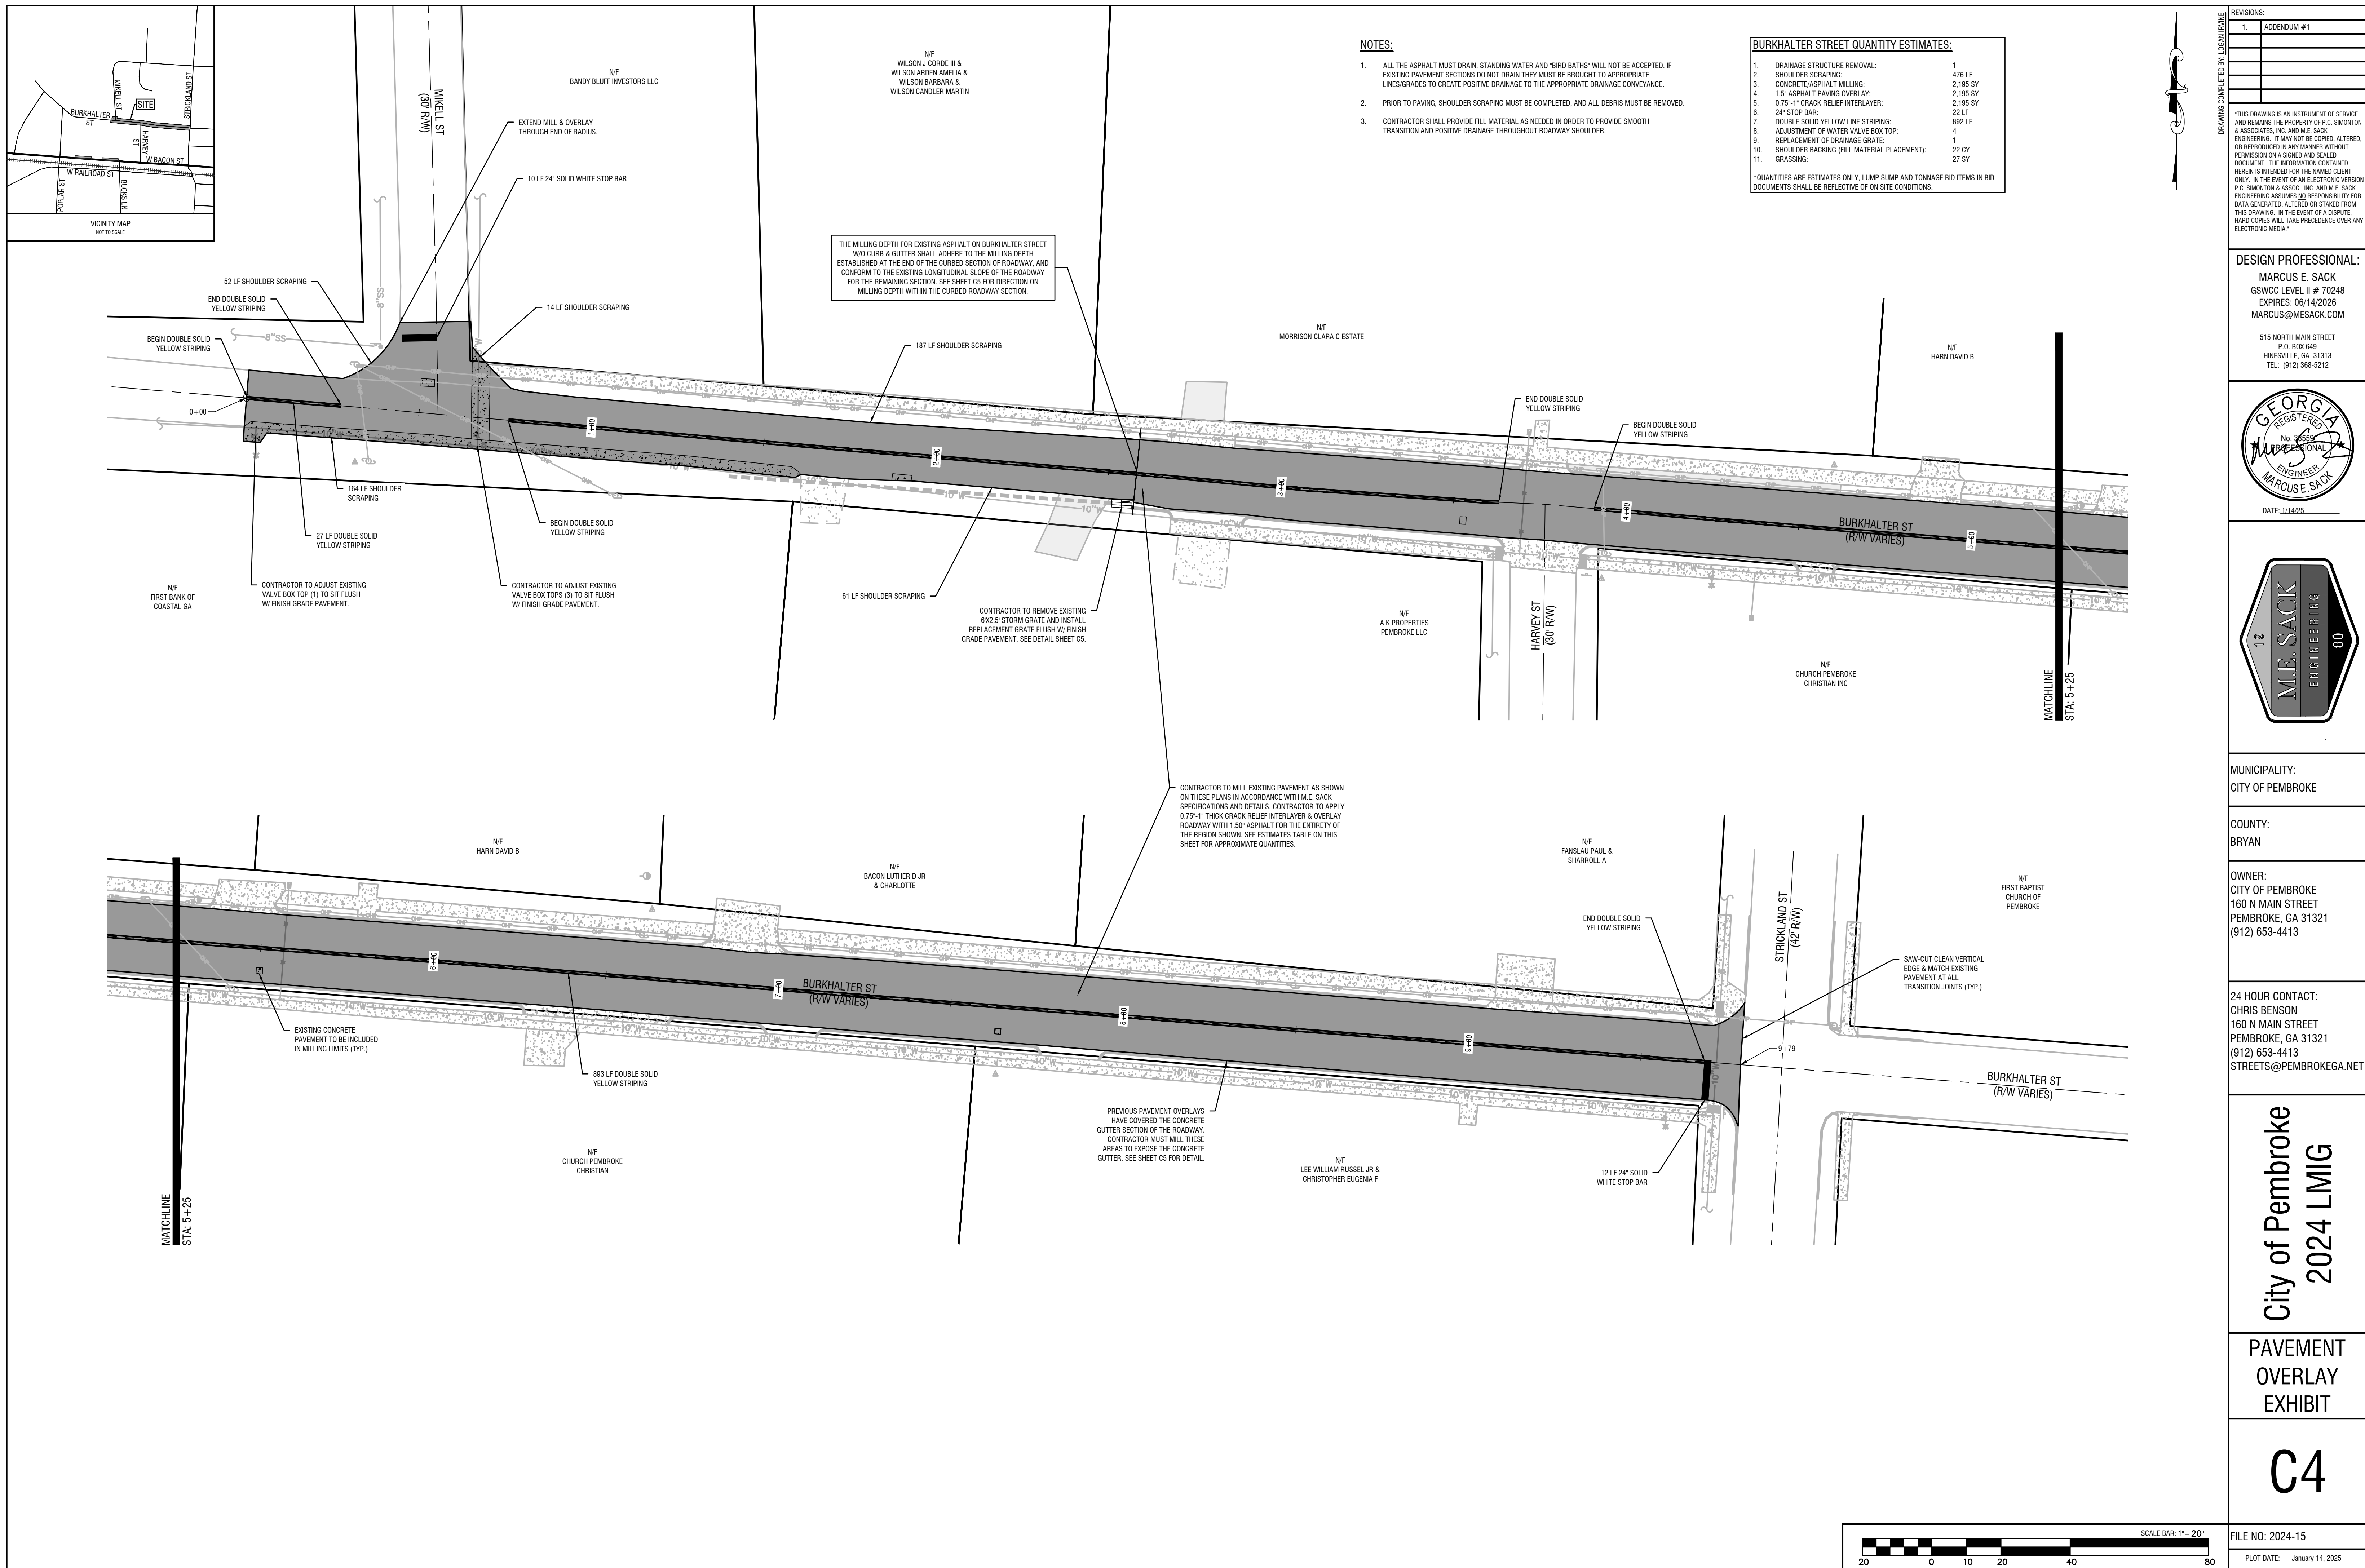 MIKELL ST
STRICKLAND ST
SITE
BURKHALTER
ST
HARVEY
ST
W BACON ST
W RAILROAD ST
POPLAR ST
BUCKS LN
VICINITY MAP
NOT TO SCALE
N/F
BANDY BLUFF INVESTORS LLC
N/F
WILSON J CORDE III &
WILSON ARDEN AMELIA &
WILSON BARBARA &
WILSON CANDLER MARTIN
MIKELL ST
(30' R/W)
EXTEND MILL & OVERLAY
THROUGH END OF RADIUS.
10 LF 24" SOLID WHITE STOP BAR
NOTES:
1. ALL THE ASPHALT MUST DRAIN. STANDING WATER AND "BIRD BATHS" WILL NOT BE ACCEPTED. IF
EXISTING PAVEMENT SECTIONS DO NOT DRAIN THEY MUST BE BROUGHT TO APPROPRIATE
LINES/GRADES TO CREATE POSITIVE DRAINAGE TO THE APPROPRIATE DRAINAGE CONVEYANCE.
2. PRIOR TO PAVING, SHOULDER SCRAPING MUST BE COMPLETED, AND ALL DEBRIS MUST BE REMOVED.
3. CONTRACTOR SHALL PROVIDE FILL MATERIAL AS NEEDED IN ORDER TO PROVIDE SMOOTH
TRANSITION AND POSITIVE DRAINAGE THROUGHOUT ROADWAY SHOULDER.
BURKHALTER STREET QUANTITY ESTIMATES:
1. DRAINAGE STRUCTURE REMOVAL: 1
2. SHOULDER SCRAPING: 476 LF
3. CONCRETE/ASPHALT MILLING: 2,195 SY
4. 1.5" ASPHALT PAVING OVERLAY: 2,195 SY
5. 0.75"-1" CRACK RELIEF INTERLAYER: 2,195 SY
6. 24" STOP BAR: 22 LF
7. DOUBLE SOLID YELLOW LINE STRIPING: 892 LF
8. ADJUSTMENT OF WATER VALVE BOX TOP: 4
9. REPLACEMENT OF DRAINAGE GRATE: 1
10. SHOULDER BACKING (FILL MATERIAL PLACEMENT): 22 CY
11. GRASSING: 27 SY
*QUANTITIES ARE ESTIMATES ONLY, LUMP SUMP AND TONNAGE BID ITEMS IN BID
DOCUMENTS SHALL BE REFLECTIVE OF ON SITE CONDITIONS.
THE MILLING DEPTH FOR EXISTING ASPHALT ON BURKHALTER STREET
W/O CURB & GUTTER SHALL ADHERE TO THE MILLING DEPTH
ESTABLISHED AT THE END OF THE CURBED SECTION OF ROADWAY, AND
CONFORM TO THE EXISTING LONGITUDINAL SLOPE OF THE ROADWAY
FOR THE REMAINING SECTION. SEE SHEET C5 FOR DIRECTION ON
MILLING DEPTH WITHIN THE CURBED ROADWAY SECTION.
52 LF SHOULDER SCRAPING
END DOUBLE SOLID
YELLOW STRIPING
BEGIN DOUBLE SOLID
YELLOW STRIPING
8"SS
8"SS
14 LF SHOULDER SCRAPING
187 LF SHOULDER SCRAPING
N/F
MORRISON CLARA C ESTATE
N/F
HARN DAVID B
END DOUBLE SOLID
YELLOW STRIPING
BEGIN DOUBLE SOLID
YELLOW STRIPING
0+00
1+00
2+00
3+00
4+00
5+00
BURKHALTER ST
(R/W VARIES)
164 LF SHOULDER
SCRAPING
27 LF DOUBLE SOLID
YELLOW STRIPING
BEGIN DOUBLE SOLID
YELLOW STRIPING
10"W
10"W
10"W
10"W
10"W
N/F
FIRST BANK OF
COASTAL GA
CONTRACTOR TO ADJUST EXISTING
VALVE BOX TOP (1) TO SIT FLUSH
W/ FINISH GRADE PAVEMENT.
CONTRACTOR TO ADJUST EXISTING
VALVE BOX TOPS (3) TO SIT FLUSH
W/ FINISH GRADE PAVEMENT.
61 LF SHOULDER SCRAPING
CONTRACTOR TO REMOVE EXISTING
6'X2.5' STORM GRATE AND INSTALL
REPLACEMENT GRATE FLUSH W/ FINISH
GRADE PAVEMENT. SEE DETAIL SHEET C5.
N/F
A K PROPERTIES
PEMBROKE LLC
HARVEY ST
(30' R/W)
N/F
CHURCH PEMBROKE
CHRISTIAN INC
MATCHLINE
STA: 5+25
CONTRACTOR TO MILL EXISTING PAVEMENT AS SHOWN
ON THESE PLANS IN ACCORDANCE WITH M.E. SACK
SPECIFICATIONS AND DETAILS. CONTRACTOR TO APPLY
0.75"-1" THICK CRACK RELIEF INTERLAYER & OVERLAY
ROADWAY WITH 1.50" ASPHALT FOR THE ENTIRETY OF
THE REGION SHOWN. SEE ESTIMATES TABLE ON THIS
SHEET FOR APPROXIMATE QUANTITIES.
N/F
HARN DAVID B
N/F
BACON LUTHER D JR
& CHARLOTTE
N/F
FANSLAU PAUL &
SHARROLL A
N/F
FIRST BAPTIST
CHURCH OF
PEMBROKE
END DOUBLE SOLID
YELLOW STRIPING
STRICKLAND ST
(42' R/W)
SAW-CUT CLEAN VERTICAL
EDGE & MATCH EXISTING
PAVEMENT AT ALL
TRANSITION JOINTS (TYP.)
6+00
7+00
BURKHALTER ST
(R/W VARIES)
8+00
9+00
9+79
BURKHALTER ST
(R/W VARIES)
EXISTING CONCRETE
PAVEMENT TO BE INCLUDED
IN MILLING LIMITS (TYP.)
893 LF DOUBLE SOLID
YELLOW STRIPING
10"W
10"W
10"W
10"W
PREVIOUS PAVEMENT OVERLAYS
HAVE COVERED THE CONCRETE
GUTTER SECTION OF THE ROADWAY.
CONTRACTOR MUST MILL THESE
AREAS TO EXPOSE THE CONCRETE
GUTTER. SEE SHEET C5 FOR DETAIL.
N/F
CHURCH PEMBROKE
CHRISTIAN
N/F
LEE WILLIAM RUSSEL JR &
CHRISTOPHER EUGENIA F
12 LF 24" SOLID
WHITE STOP BAR
MATCHLINE
STA: 5+25
DRAWING COMPLETED BY: LOGAN IRVINE
REVISIONS:
1. ADDENDUM #1
"THIS DRAWING IS AN INSTRUMENT OF SERVICE
AND REMAINS THE PROPERTY OF P.C. SIMONTON
& ASSOCIATES, INC. AND M.E. SACK
ENGINEERING. IT MAY NOT BE COPIED, ALTERED,
OR REPRODUCED IN ANY MANNER WITHOUT
PERMISSION ON A SIGNED AND SEALED
DOCUMENT. THE INFORMATION CONTAINED
HEREIN IS INTENDED FOR THE NAMED CLIENT
ONLY. IN THE EVENT OF AN ELECTRONIC VERSION
P.C. SIMONTON & ASSOC., INC. AND M.E. SACK
ENGINEERING ASSUMES NO RESPONSIBILITY FOR
DATA GENERATED, ALTERED OR STAKED FROM
THIS DRAWING. IN THE EVENT OF A DISPUTE,
HARD COPIES WILL TAKE PRECEDENCE OVER ANY
ELECTRONIC MEDIA."
DESIGN PROFESSIONAL:
MARCUS E. SACK
GSWCC LEVEL II # 70248
EXPIRES: 06/14/2026
MARCUS@MESACK.COM
515 NORTH MAIN STREET
P.O. BOX 649
HINESVILLE, GA 31313
TEL: (912) 368-5212
GEORGIA
REGISTERED
PROFESSIONAL
ENGINEER
MARCUS E. SACK
DATE: 1/14/25
19 M.E. SACK 80
ENGINEERING
MUNICIPALITY:
CITY OF PEMBROKE
COUNTY:
BRYAN
OWNER:
CITY OF PEMBROKE
160 N MAIN STREET
PEMBROKE, GA 31321
(912) 653-4413
24 HOUR CONTACT:
CHRIS BENSON
160 N MAIN STREET
PEMBROKE, GA 31321
(912) 653-4413
STREETS@PEMBROKEGA.NET
City of Pembroke
2024 LMIG
PAVEMENT
OVERLAY
EXHIBIT
C4
SCALE BAR: 1"= 20'
20 0 10 20 40 80
FILE NO: 2024-15
PLOT DATE: January 14, 2025